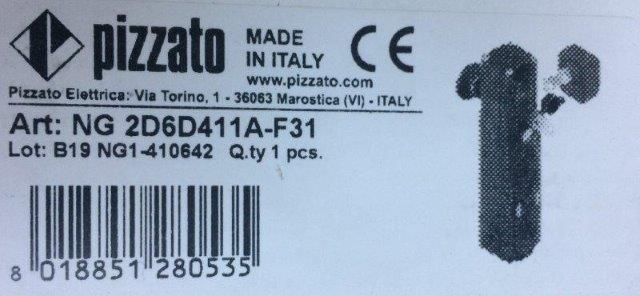 pizzato
MADE
IN ITALY
CE
www.pizzato.com
Pizzato Elettrica: Via Torino, 1 - 36063 Marostica (VI) - ITALY
Art: NG 2D6D411A-F31
Lot: B19 NG1-410642 Q.ty 1 pcs.
8 018851 280535